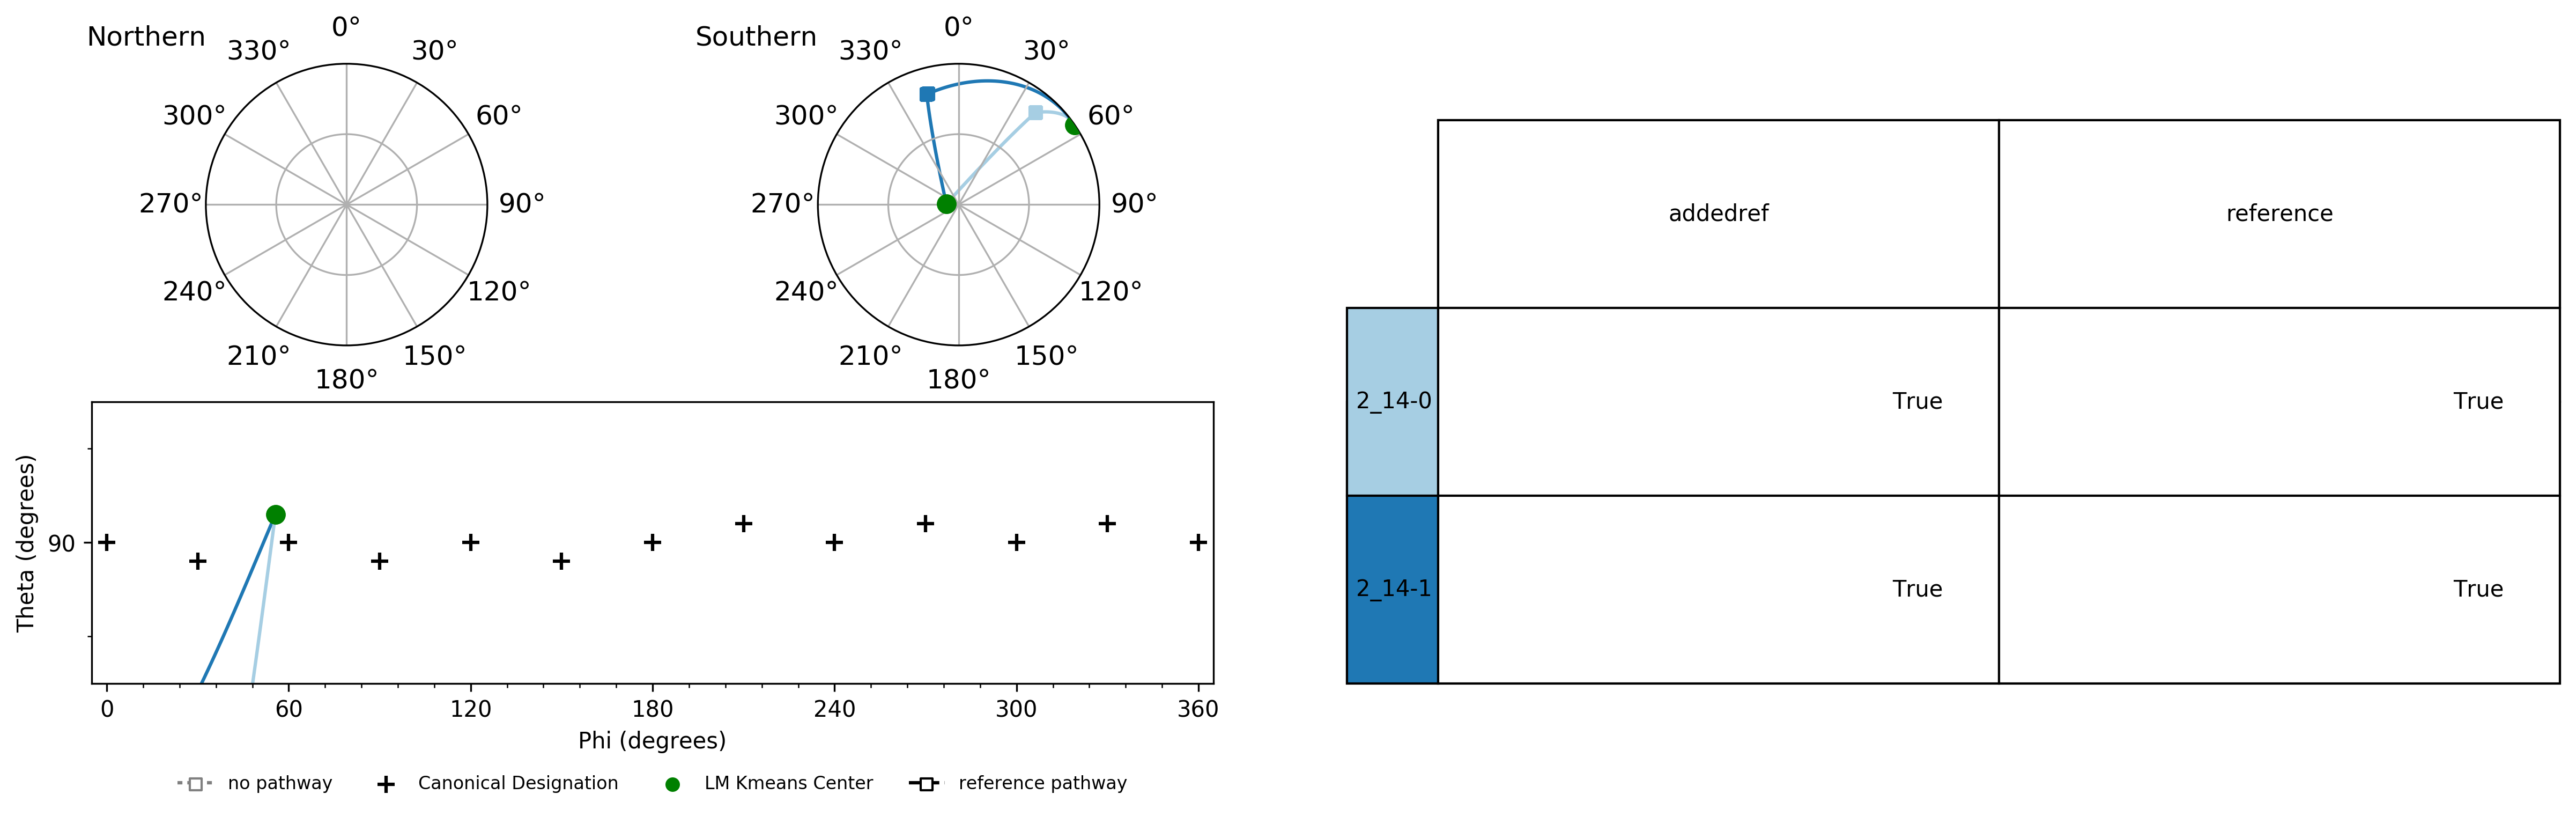 Northern
0°
30°
60°
90°
120°
150°
180°
210°
240°
270°
300°
330°
Southern
0°
30°
60°
90°
120°
150°
180°
210°
240°
270°
300°
330°
Theta (degrees)
90
0 60 120 180 240 300 360
Phi (degrees)
no pathway Canonical Designation LM Kmeans Center reference pathway
addedref reference
2_14-0 True True
2_14-1 True True